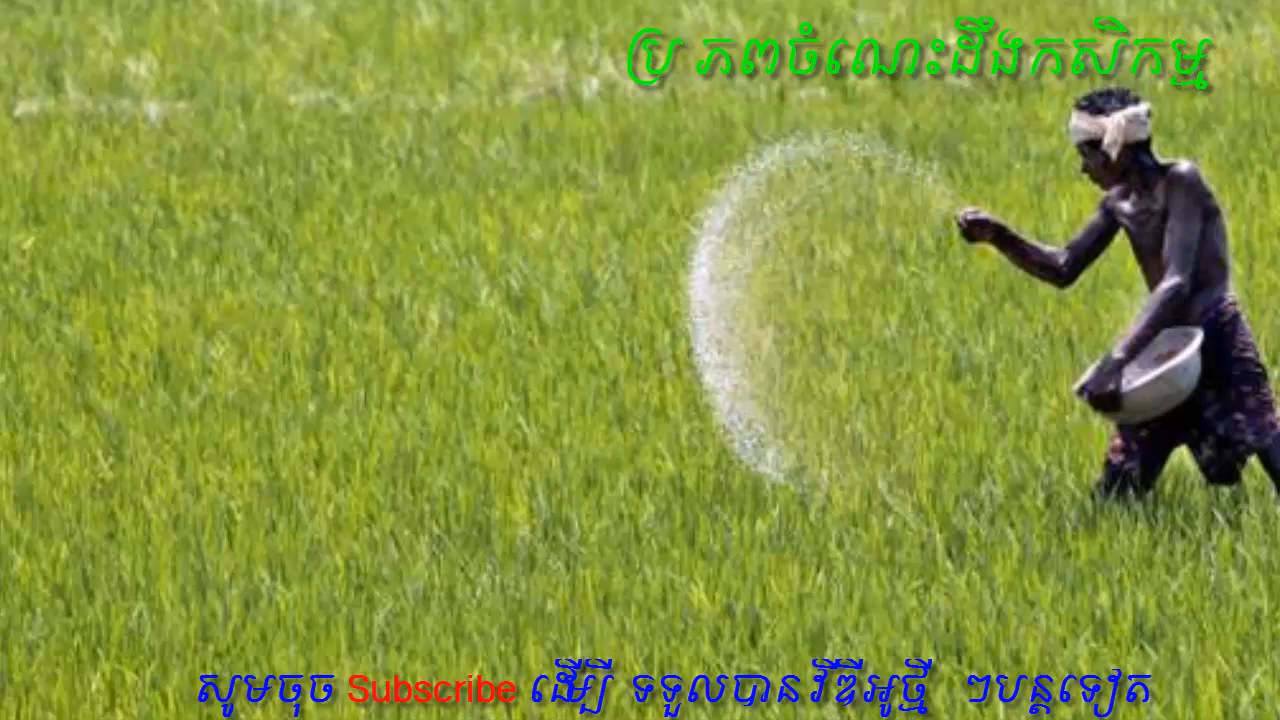 ប្រ ភពចំណេះដឹងកសិកម្ម
សូមចុច Subscribe ដើម្បី ទទួលបានវីឌីអូថ្មី ៗបន្តទៀត